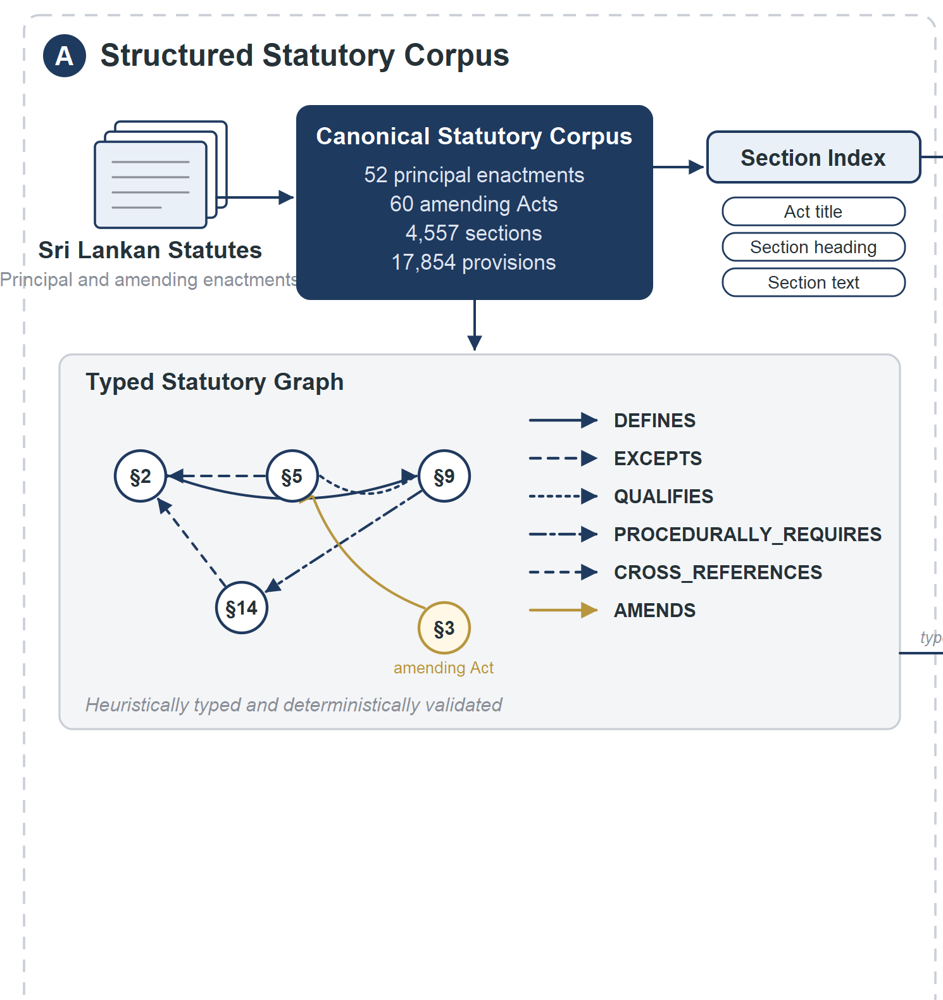 A Structured Statutory Corpus
Sri Lankan Statutes
Principal and amending enactments
Canonical Statutory Corpus
52 principal enactments
60 amending Acts
4,557 sections
17,854 provisions
Section Index
Act title
Section heading
Section text
Typed Statutory Graph
§2
§5
§9
§14
§3
amending Act
DEFINES
EXCEPTS
QUALIFIES
PROCEDURALLY_REQUIRES
CROSS_REFERENCES
AMENDS
Heuristically typed and deterministically validated